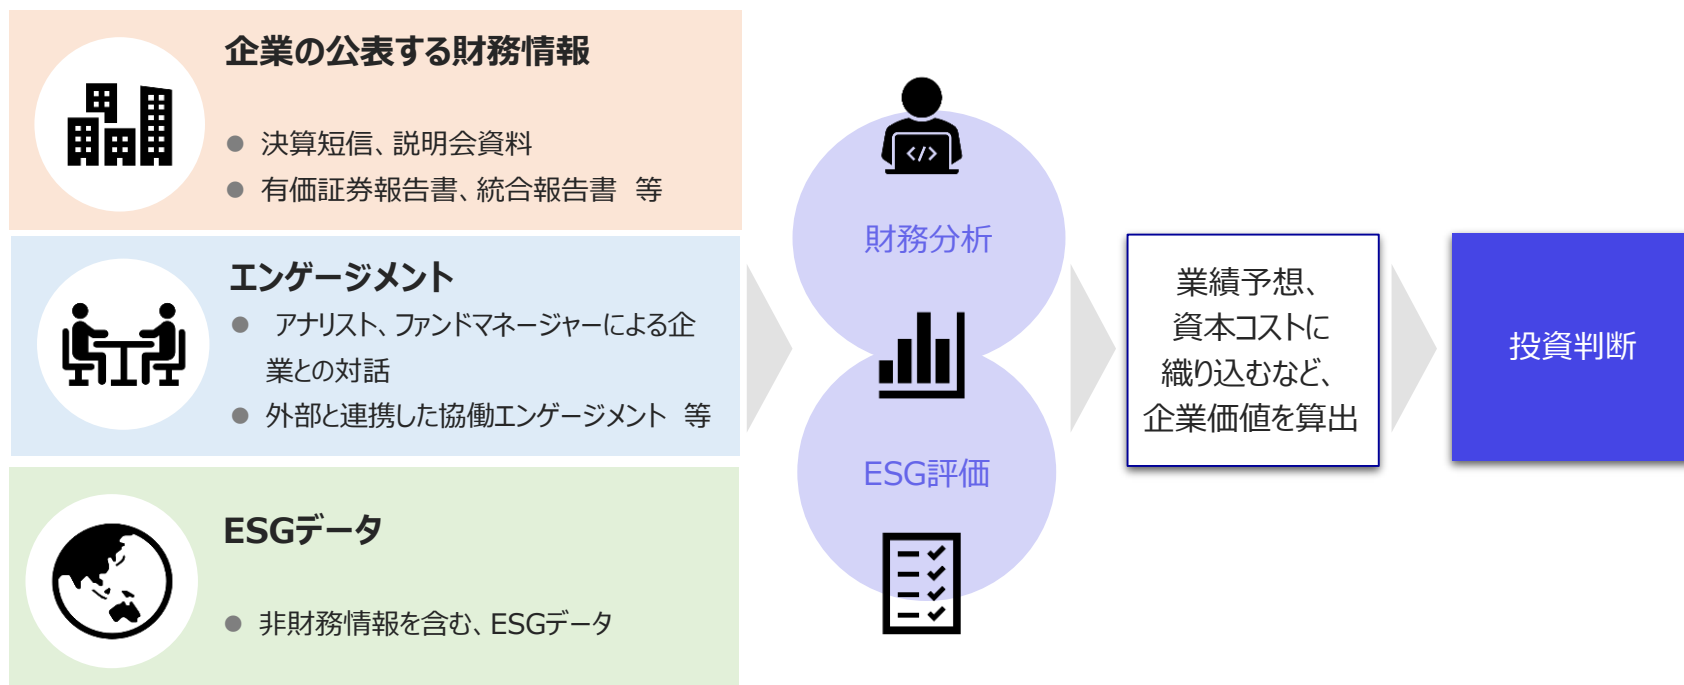 企業の公表する財務情報
● 決算短信、説明会資料
● 有価証券報告書、統合報告書　等
エンゲージメント
● アナリスト、ファンドマネージャーによる企
業との対話
● 外部と連携した協働エンゲージメント　等
ESGデータ
● 非財務情報を含む、ESGデータ
</>
財務分析
ESG評価
業績予想、
資本コストに
織り込むなど、
企業価値を算出
投資判断